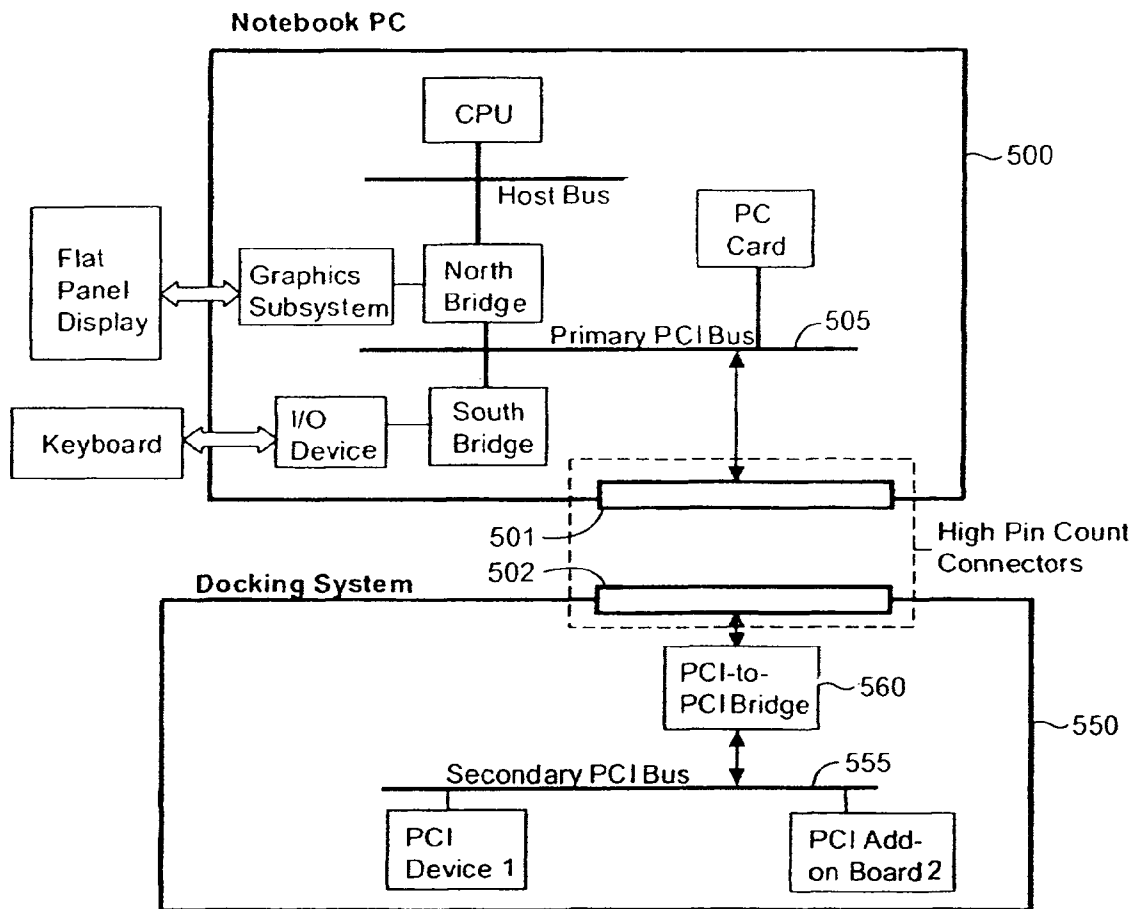 Notebook PC
CPU
500
Host Bus
PC
Card
Flat
Panel
Display
Graphics
Subsystem
North
Bridge
Primary PCI Bus
505
Keyboard
I/O
Device
South
Bridge
501
High Pin Count
Connectors
502
Docking System
PCI-to-
PCI Bridge
560
550
Secondary PCI Bus
555
PCI
Device 1
PCI Add-
on Board 2